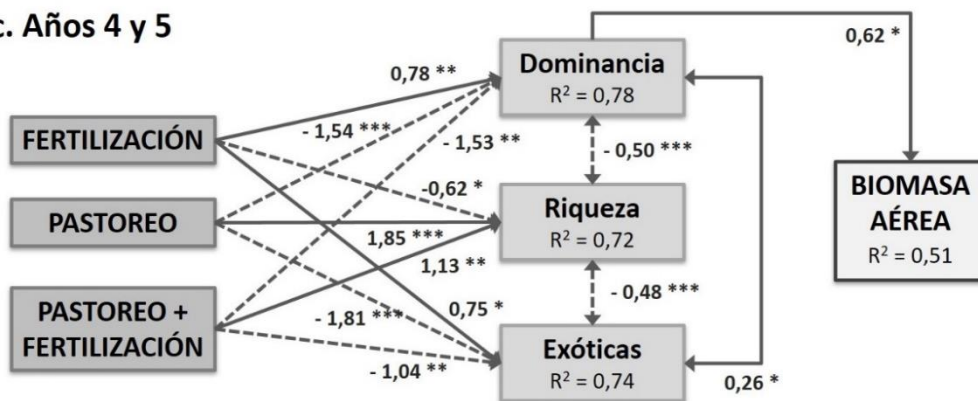 c. Años 4 y 5
0,62 *
0,78 **
Dominancia
R² = 0,78
FERTILIZACIÓN
- 1,54 ***
- 1,53 **
- 0,50 ***
-0,62 *
PASTOREO
Riqueza
R² = 0,72
BIOMASA
AÉREA
R² = 0,51
1,85 ***
1,13 **
- 0,48 ***
0,75 *
PASTOREO +
FERTILIZACIÓN
- 1,81 ***
- 1,04 **
Exóticas
R² = 0,74
0,26 *